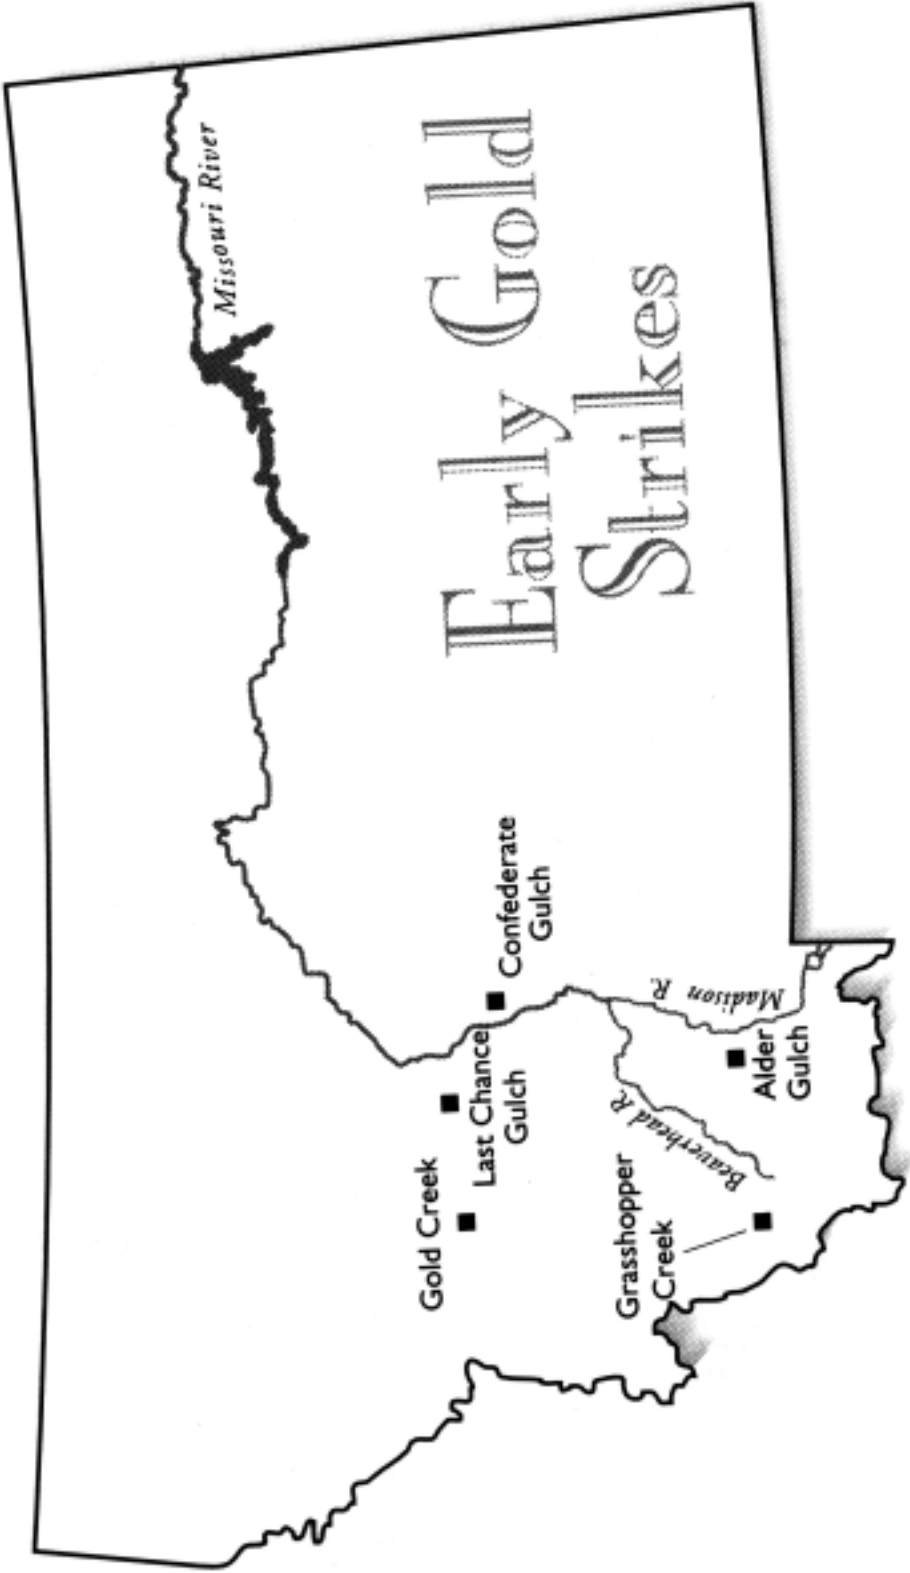 Missouri River
Early Gold
Strikes
Gold Creek
Last Chance
Gulch
Confederate
Gulch
Grasshopper
Creek
Beaverhead R.
Madison R.
Alder
Gulch